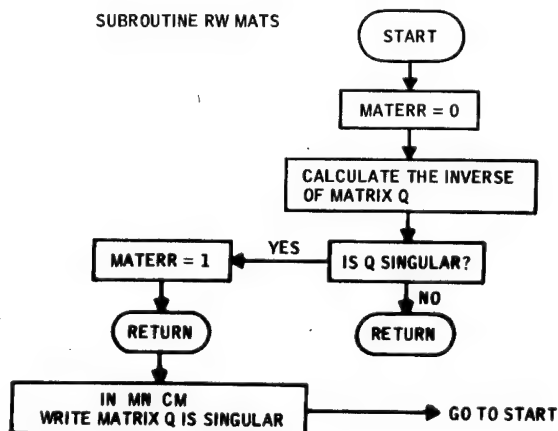 SUBROUTINE RW MATS
START
MATERR = 0
CALCULATE THE INVERSE
OF MATRIX Q
IS Q SINGULAR?
YES
MATERR = 1
NO
RETURN
RETURN
IN MN CM
WRITE MATRIX Q IS SINGULAR
GO TO START